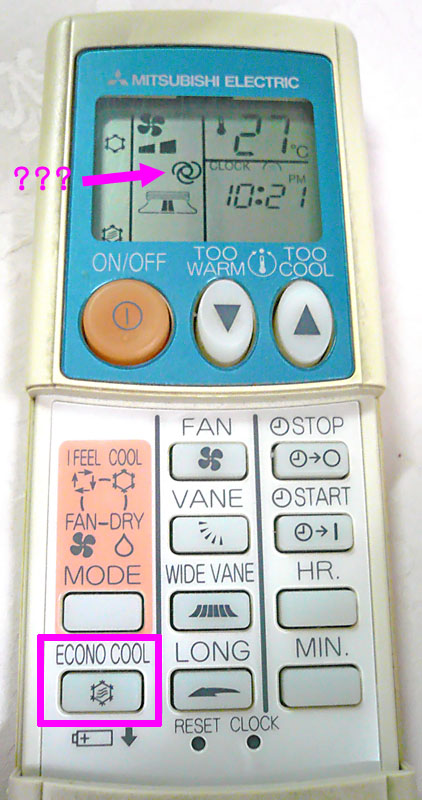 MITSUBISHI ELECTRIC
27°C
???
CLOCK
PM
10:21
ON/OFF
TOO WARM
TOO COOL
FAN
STOP
I FEEL COOL
VANE
START
FAN-DRY
MODE
WIDE VANE
HR.
ECONO COOL
LONG
MIN.
RESET CLOCK